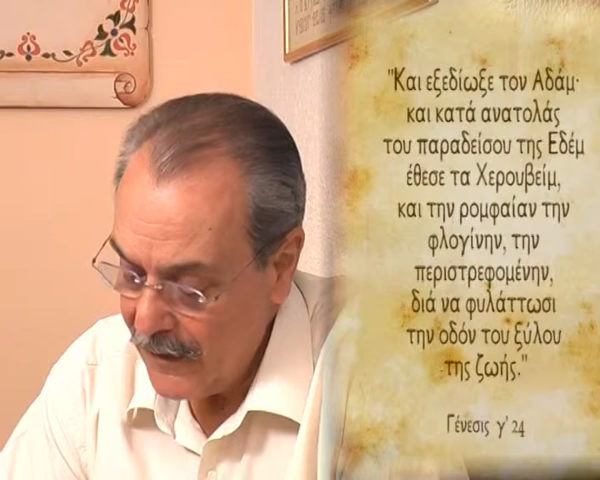 "Και εξεδίωξε τον Αδάμ·
και κατά ανατολάς
του παραδείσου της Εδέμ
έθεσε τα Χερουβείμ,
και την ρομφαίαν την
φλογίνην, την
περιστρεφομένην,
διά να φυλάττωσι
την οδόν του ξύλου
της ζωής."
Γένεσις γ' 24